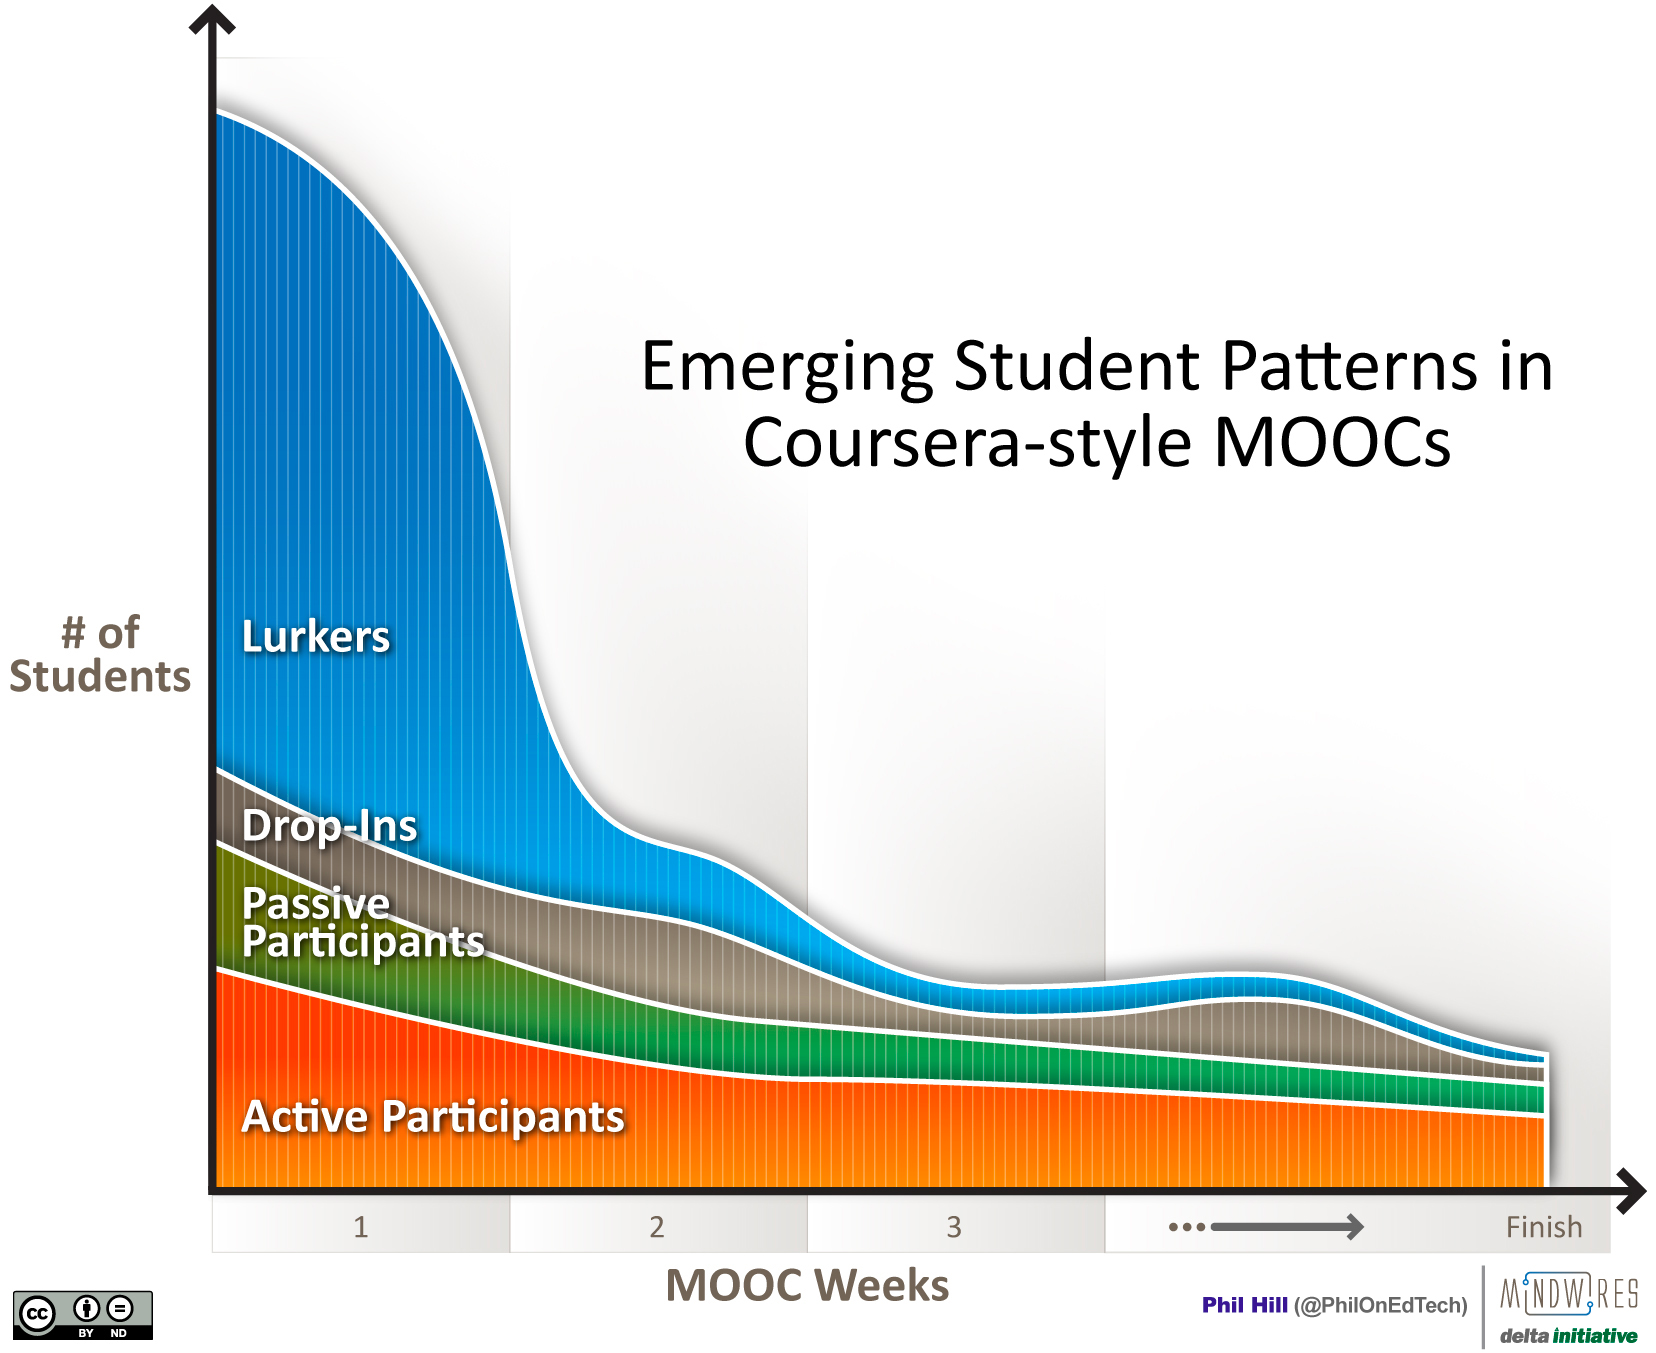 Emerging Student Patterns in
Coursera-style MOOCs
# of
Students
Lurkers
Drop-Ins
Passive
Participants
Active Participants
1
2
3
Finish
MOOC Weeks
cc
BY ND
Phil Hill (@PhilOnEdTech)
MINDWIRES
delta initiative